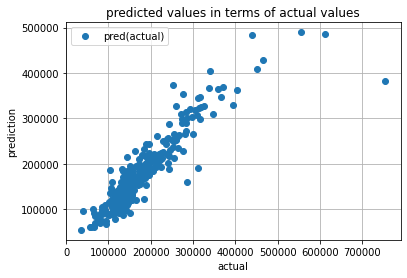 predicted values in terms of actual values
pred(actual)
500000
400000
300000
200000
100000
prediction
0 100000 200000 300000 400000 500000 600000 700000
actual